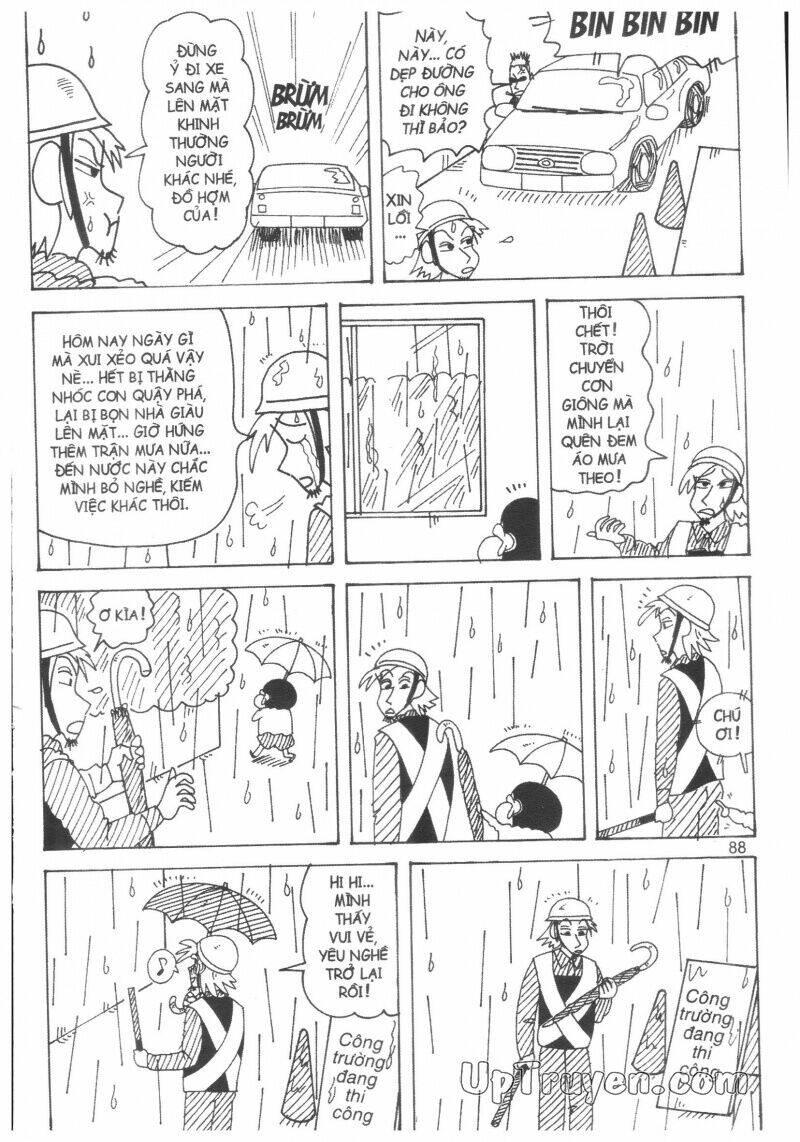 BIN BIN BIN
NÀY,
NÀY... CÓ
DẸP ĐƯỜNG
CHO ÔNG
ĐI KHÔNG
THÌ BẢO?
XIN
LỖI
...
BRỪM
BRỪM
ĐỪNG
Ỷ ĐI XE
SANG MÀ
LÊN MẶT
KHINH
THƯỜNG
NGƯỜI
KHÁC NHÉ,
ĐỒ HỢM
CỦA!
THÔI
CHẾT!
TRỜI
CHUYỂN
CƠN
GIÔNG MÀ
MÌNH LẠI
QUÊN ĐEM
ÁO MƯA
THEO!
HÔM NAY NGÀY GÌ
MÀ XUI XẺO QUÁ VẬY
NÈ... HẾT BỊ THẰNG
NHÓC CON QUẬY PHÁ,
LẠI BỊ BỌN NHÀ GIÀU
LÊN MẶT... GIỜ HỨNG
THÊM TRẬN MƯA NỮA...
ĐẾN NƯỚC NÀY CHẮC
MÌNH BỎ NGHỀ, KIẾM
VIỆC KHÁC THÔI.
CHÚ
ƠI!
Ơ KÌA!
88
Công
trường
đang
thi
công
HI HI...
MÌNH
THẤY
VUI VẺ,
YÊU NGHỀ
TRỞ LẠI
RỒI!
Công
trường
đang
thi
công
UpTruyen.com